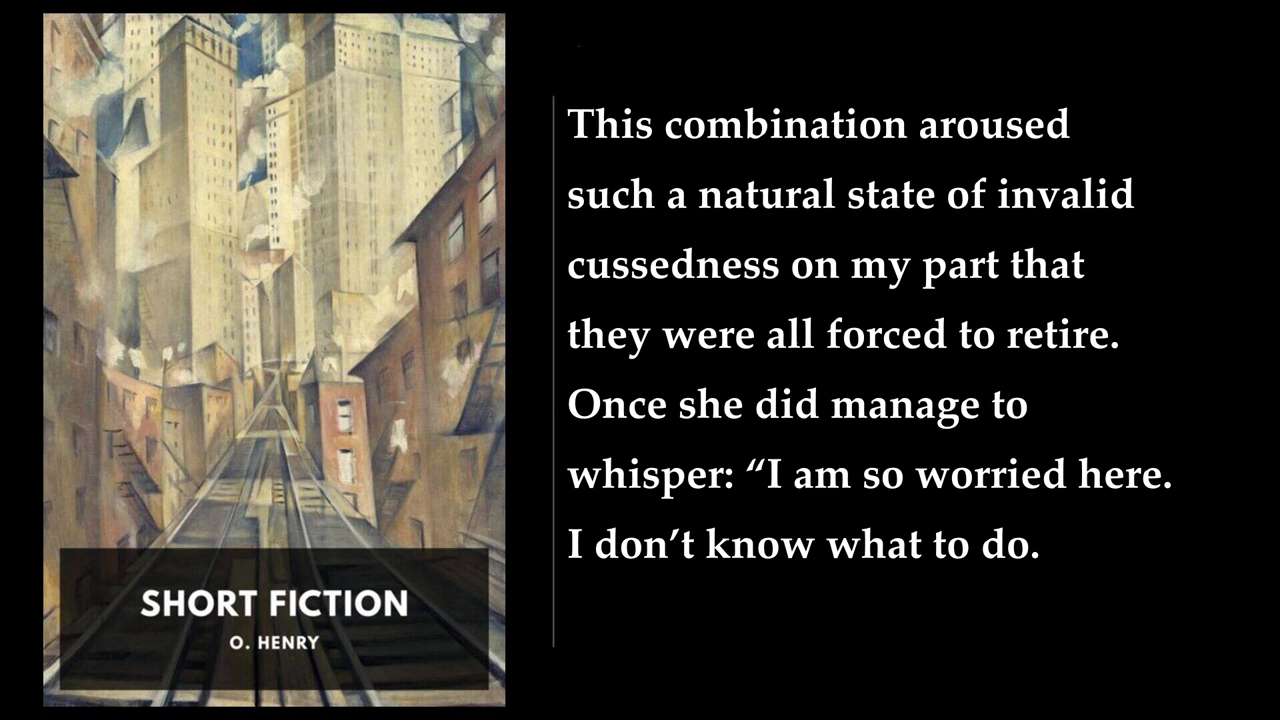 SHORT FICTION
O. HENRY
This combination aroused
such a natural state of invalid
cussedness on my part that
they were all forced to retire.
Once she did manage to
whisper: “I am so worried here.
I don’t know what to do.